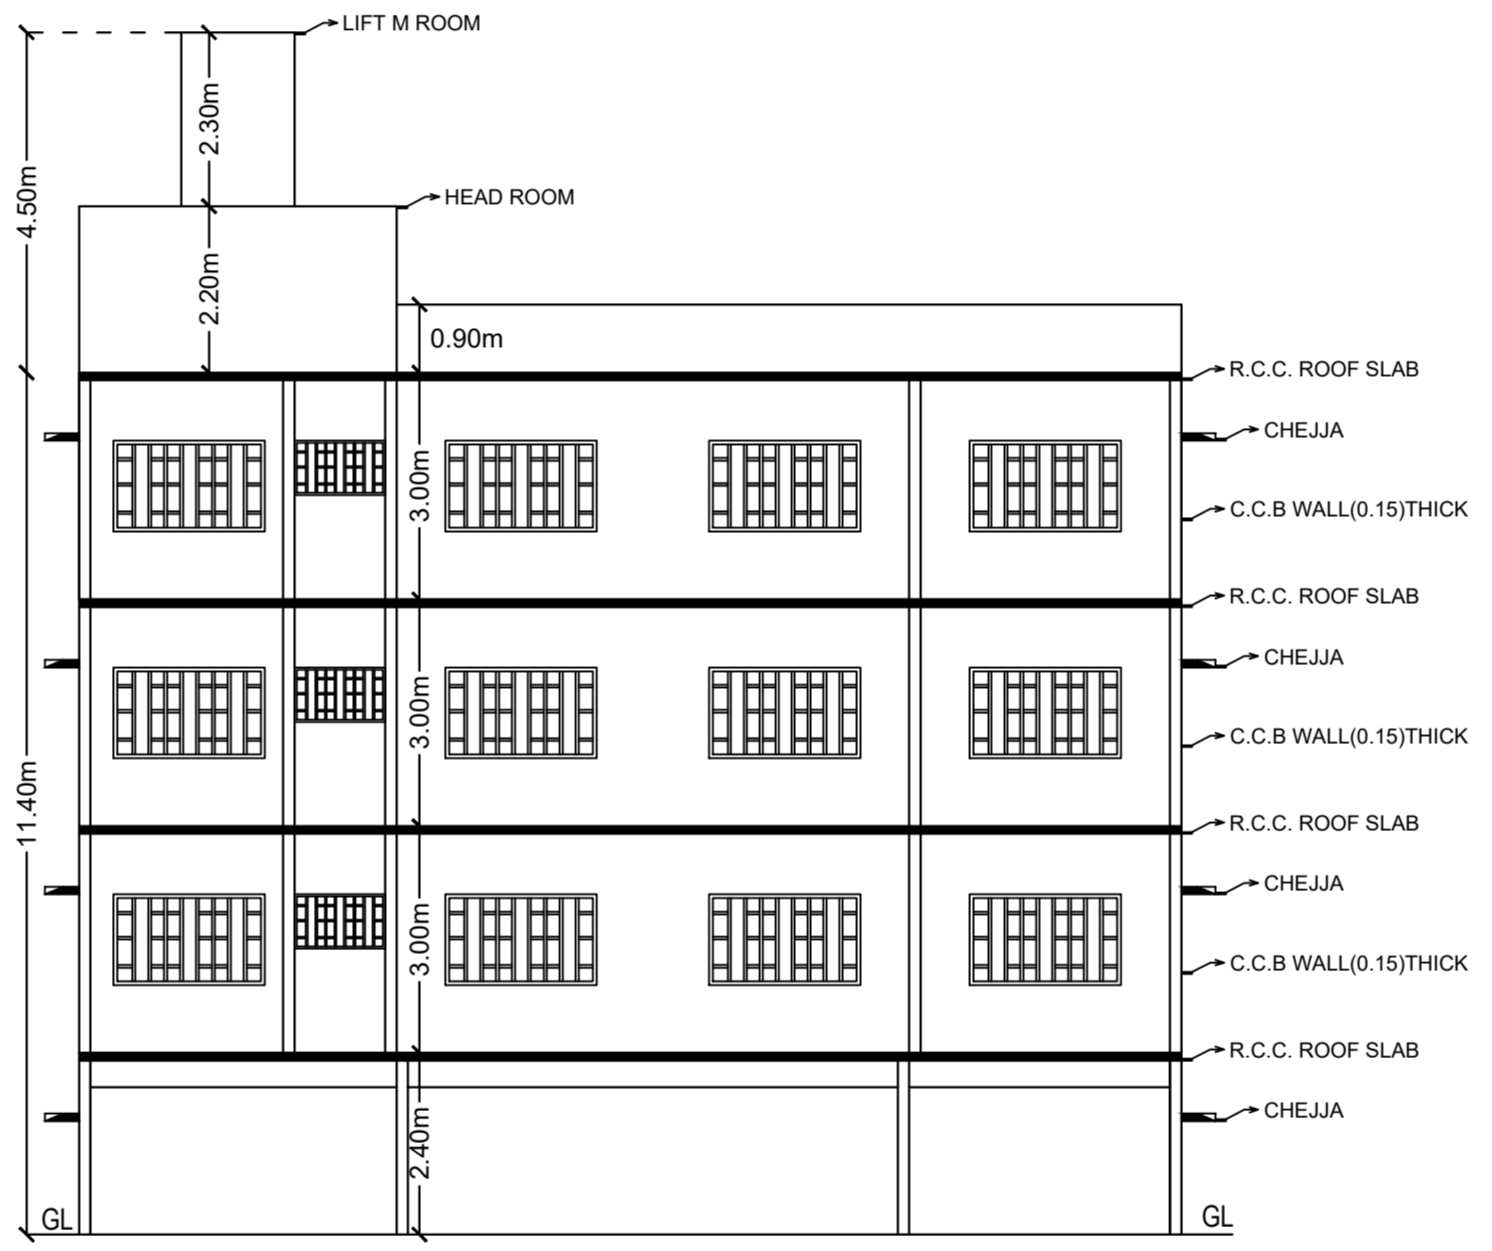 LIFT M ROOM
2.30m
4.50m
HEAD ROOM
2.20m
0.90m
R.C.C. ROOF SLAB
CHEJJA
3.00m
C.C.B WALL(0.15)THICK
R.C.C. ROOF SLAB
CHEJJA
3.00m
C.C.B WALL(0.15)THICK
11.40m
R.C.C. ROOF SLAB
CHEJJA
3.00m
C.C.B WALL(0.15)THICK
R.C.C. ROOF SLAB
CHEJJA
2.40m
GL
GL